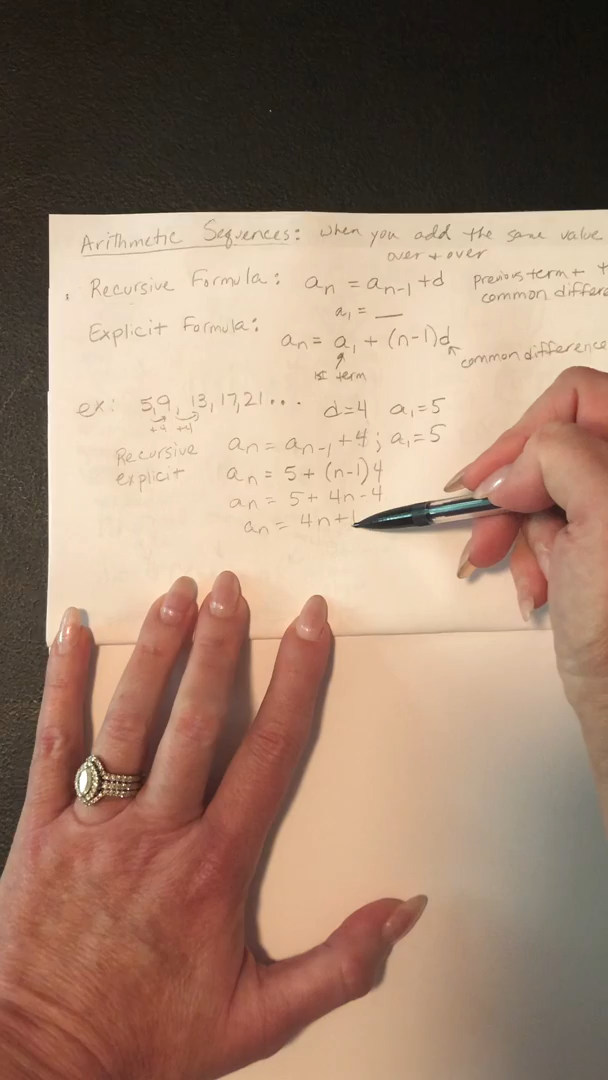 Arithmetic Sequences: when you add the same value
over + over
Recursive Formula: aₙ = aₙ₋₁ + d previous term +
common differe
a₁ = __
Explicit Formula: aₙ = a₁ + (n-1)d
common difference
1st term
ex: 5, 9, 13, 17, 21... d=4 a₁=5
+4 +4
Recursive aₙ = aₙ₋₁ + 4; a₁=5
explicit aₙ = 5 + (n-1)4
aₙ = 5 + 4n-4
aₙ = 4n+1